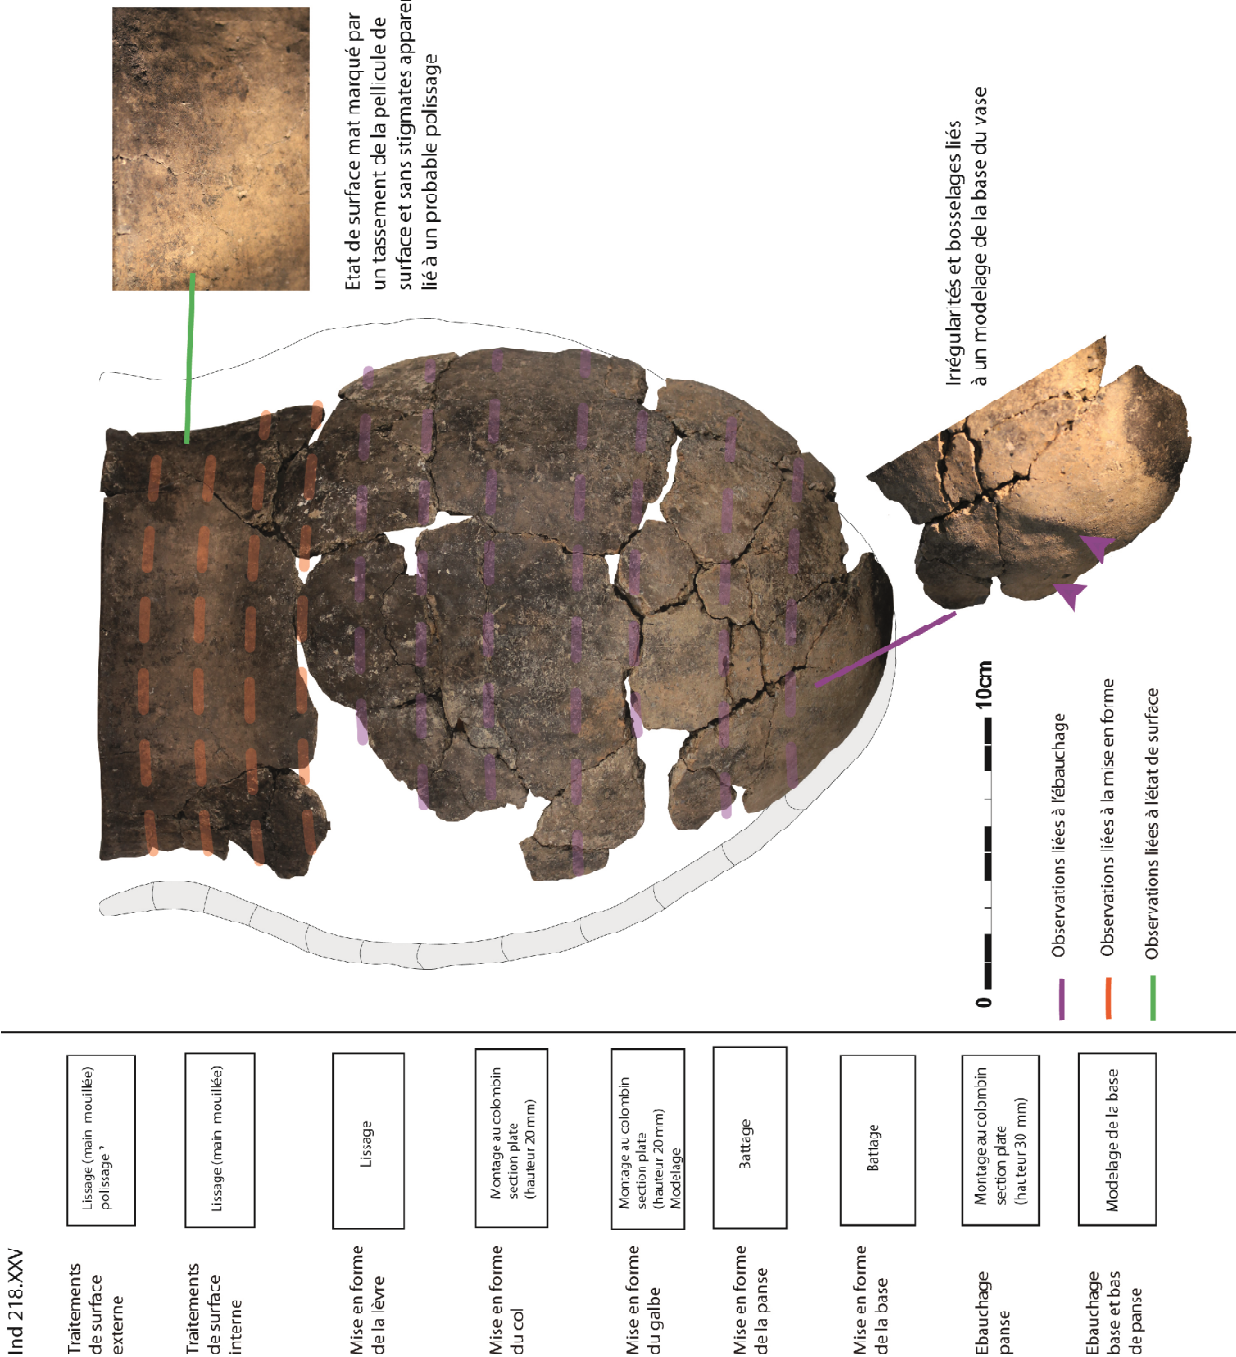 Ind 218.XXV
Traitements
de surface
externe
Lissage (main mouillée)
polissage ?
Traitements
de surface
interne
Lissage (main mouillée)
Mise en forme
de la lèvre
Lissage
Mise en forme
du col
Montage au colombin
section plate
(hauteur 20 mm)
Mise en forme
du galbe
Montage au colombin
section plate
(hauteur 20 mm)
Modelage
Mise en forme
de la panse
Battage
Mise en forme
de la base
Battage
Ebauchage
panse
Montage au colombin
section plate
(hauteur 30 mm)
Ebauchage
base et bas
de panse
Modelage de la base
Etat de surface mat marqué par
un tassement de la pellicule de
surface et sans stigmates apparen
lié à un probable polissage
Irrégularités et bosselages liés
à un modelage de la base du vase
0 10cm
Observations liées à l'ébauchage
Observations liées à la mise en forme
Observations liées à l'état de surface